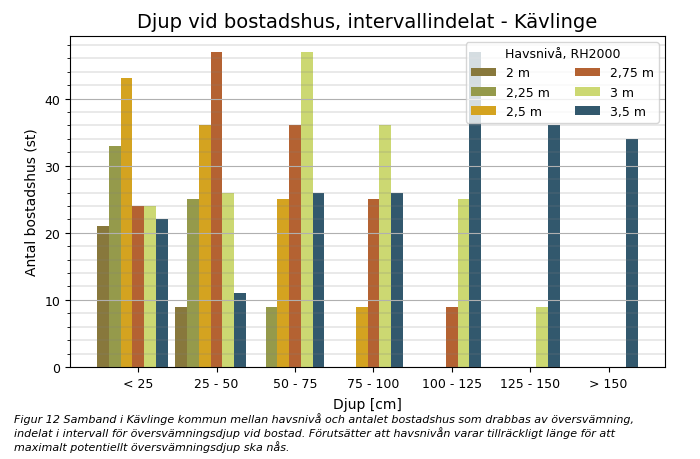 Djup vid bostadshus, intervallindelat - Kävlinge
Havsnivå, RH2000
2 m
2,25 m
2,5 m
2,75 m
3 m
3,5 m
Antal bostadshus (st)
40
30
20
10
0
< 25
25 - 50
50 - 75
75 - 100
100 - 125
125 - 150
> 150
Djup [cm]
Figur 12 Samband i Kävlinge kommun mellan havsnivå och antalet bostadshus som drabbas av översvämning,
indelat i intervall för översvämningsdjup vid bostad. Förutsätter att havsnivån varar tillräckligt länge för att
maximalt potentiellt översvämningsdjup ska nås.